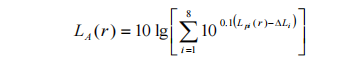 L_A(r) = 10 lg[ ∑_{i=1}^{8} 10^{0.1(L_{pi}(r)-ΔL_i)} ]